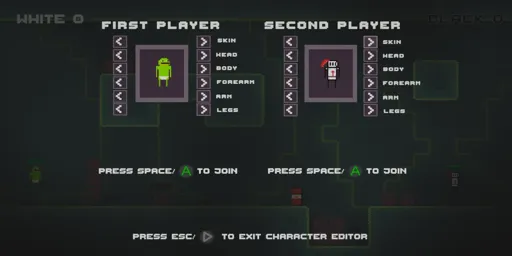 WHITE 0
FIRST PLAYER
SKIN
HEAD
BODY
FOREARM
ARM
LEGS
PRESS SPACE/ A TO JOIN
SECOND PLAYER
SKIN
HEAD
BODY
FOREARM
ARM
LEGS
PRESS SPACE/ A TO JOIN
PRESS ESC/ TO EXIT CHARACTER EDITOR